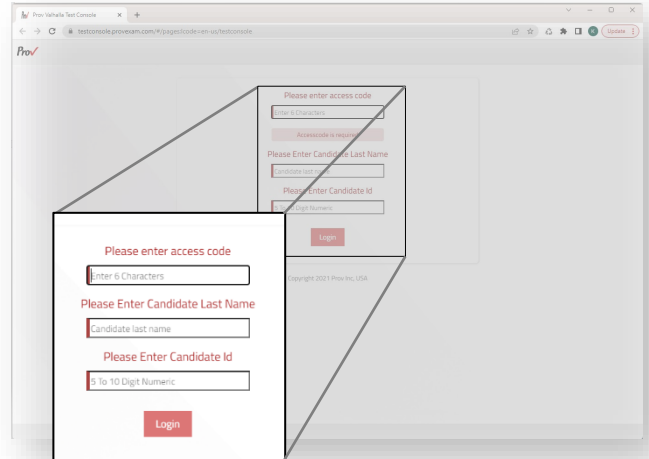 Prov Valhalla Test Console
testconsole.provexam.com/#/pages?code=en-us/testconsole
Update
Prov
Please enter access code
Enter 6 Characters
Accesscode is required
Please Enter Candidate Last Name
Candidate last name
Please Enter Candidate Id
5 To 10 Digit Numeric
Login
Copyright 2021 Prov Inc, USA
Please enter access code
Enter 6 Characters
Please Enter Candidate Last Name
Candidate last name
Please Enter Candidate Id
5 To 10 Digit Numeric
Login